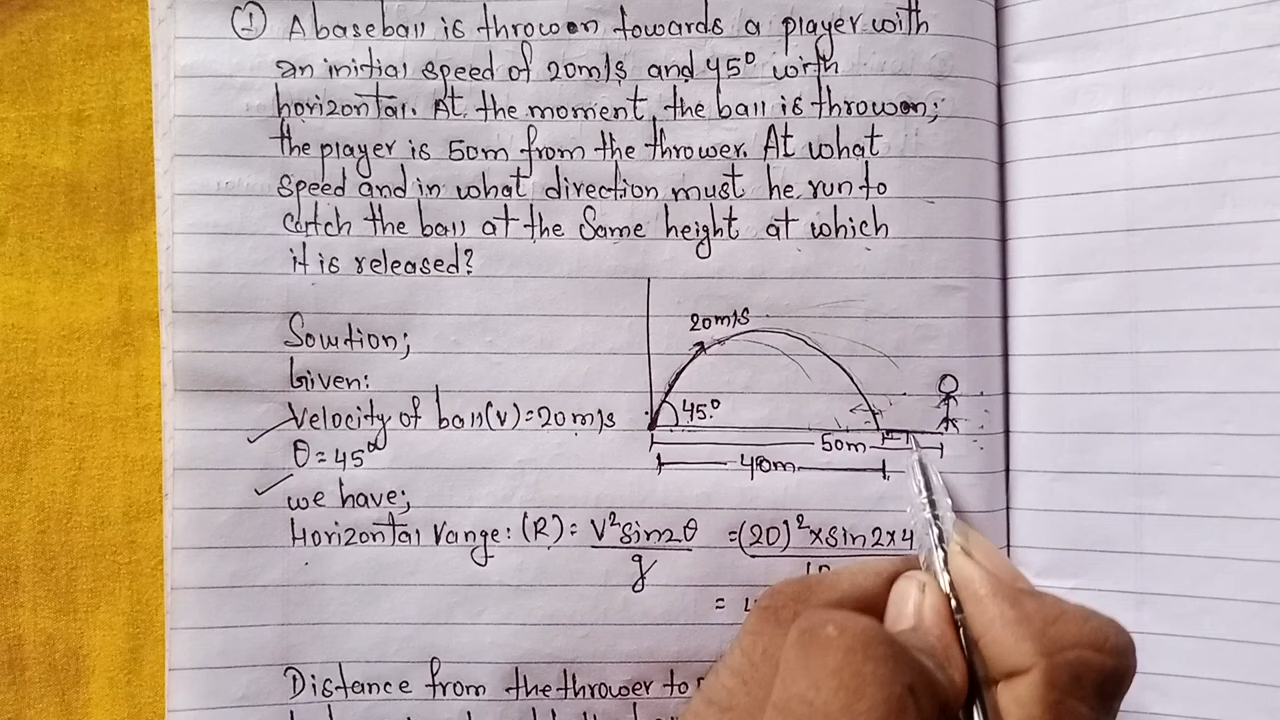 ① A baseball is throwon towards a player with
an initial speed of 20m/s and 45° with
horizontal. At the moment, the ball is throwon;
the player is 50m from the thrower. At what
speed and in what direction must he run to
catch the ball at the same height at which
it is released?
Solution;
Given:
Velocity of ball(v)=20m/s
θ=45°
we have;
Horizontal range: (R)= V²sin2θ/g =(20)²×sin2×4
20m/s
45°
50m
40m
Distance from the thrower to